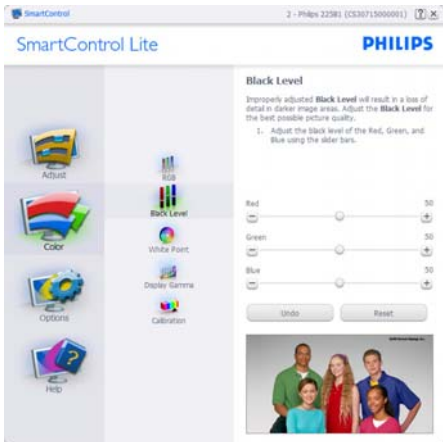 SmartControl
2 - Philips 225B1 (CS30715000001)
SmartControl Lite
PHILIPS
Adjust
Color
Options
Help
RGB
Black Level
White Point
Display Gamma
Calibration
Black Level
Improperly adjusted Black Level will result in a loss of
detail in darker image areas. Adjust the Black Level for
the best possible picture quality.
1. Adjust the black level of the Red, Green, and
Blue using the slider bars.
Red 50
Green 50
Blue 50
Undo Reset